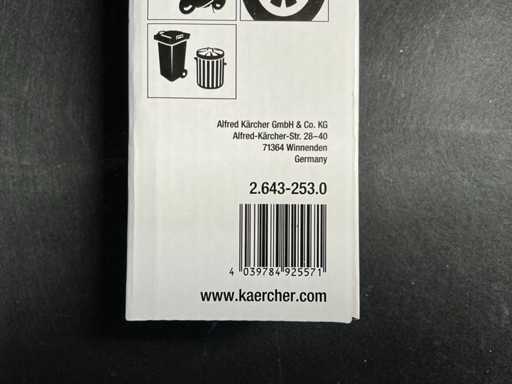 Alfred Kärcher GmbH & Co. KG
Alfred-Kärcher-Str. 28–40
71364 Winnenden
Germany
2.643-253.0
4 039784 925571
www.kaercher.com